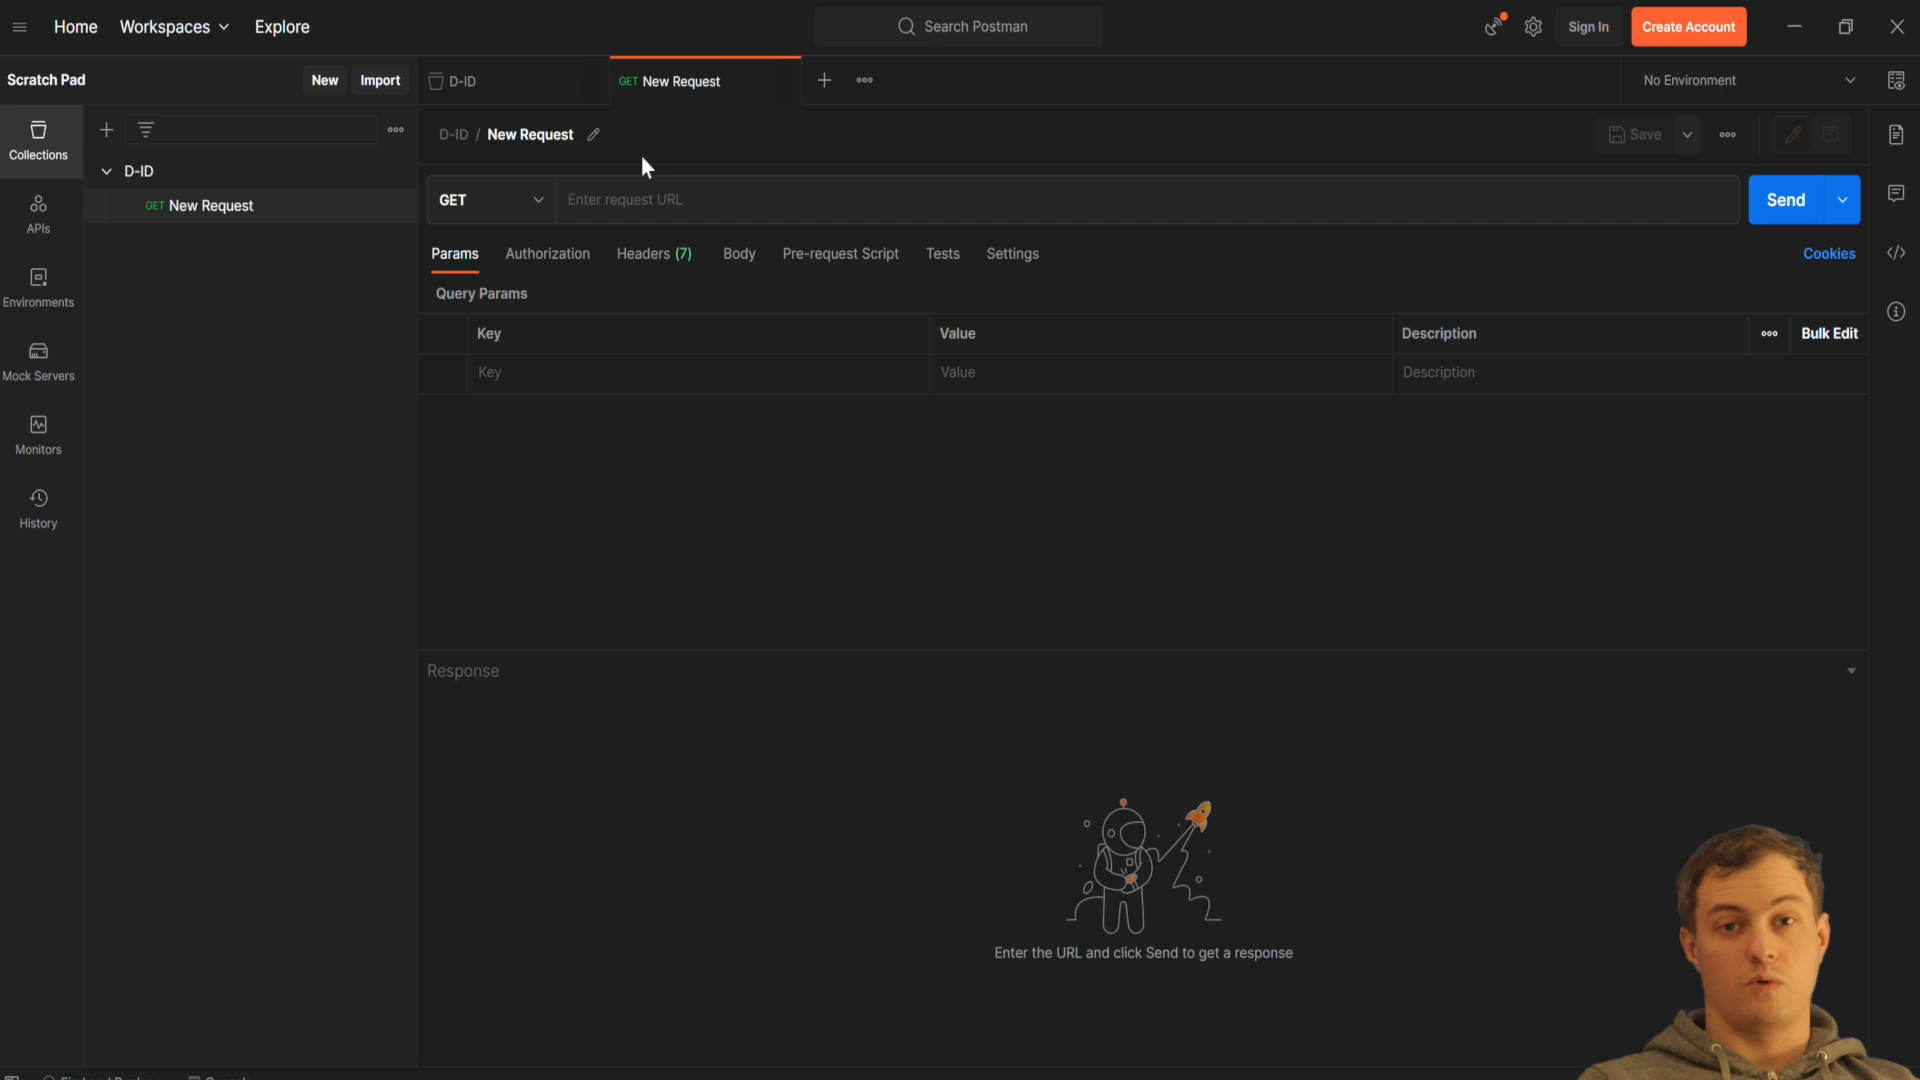 Home Workspaces Explore
Search Postman
Sign In Create Account
Scratch Pad New Import
D-ID
GET New Request
No Environment
D-ID / New Request
Save
Collections
D-ID
GET New Request
APIs
Environments
Mock Servers
Monitors
History
GET Enter request URL Send
Params Authorization Headers (7) Body Pre-request Script Tests Settings Cookies
Query Params
Key Value Description Bulk Edit
Key Value Description
Response
Enter the URL and click Send to get a response